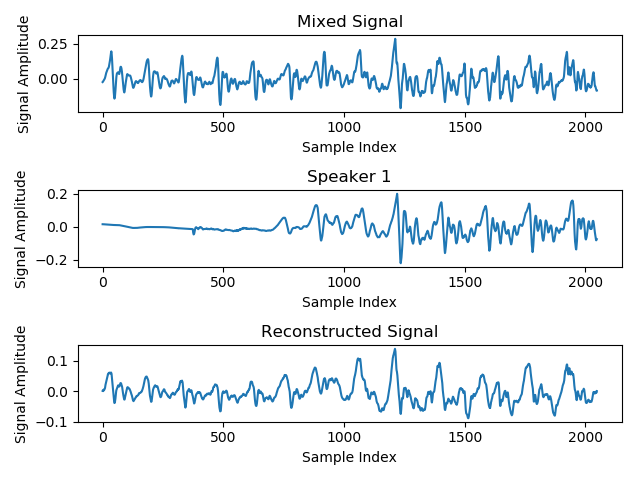 Mixed Signal
Signal Amplitude
0.25
0.00
0
500
1000
1500
2000
Sample Index
Speaker 1
Signal Amplitude
0.2
0.0
−0.2
0
500
1000
1500
2000
Sample Index
Reconstructed Signal
Signal Amplitude
0.1
0.0
−0.1
0
500
1000
1500
2000
Sample Index